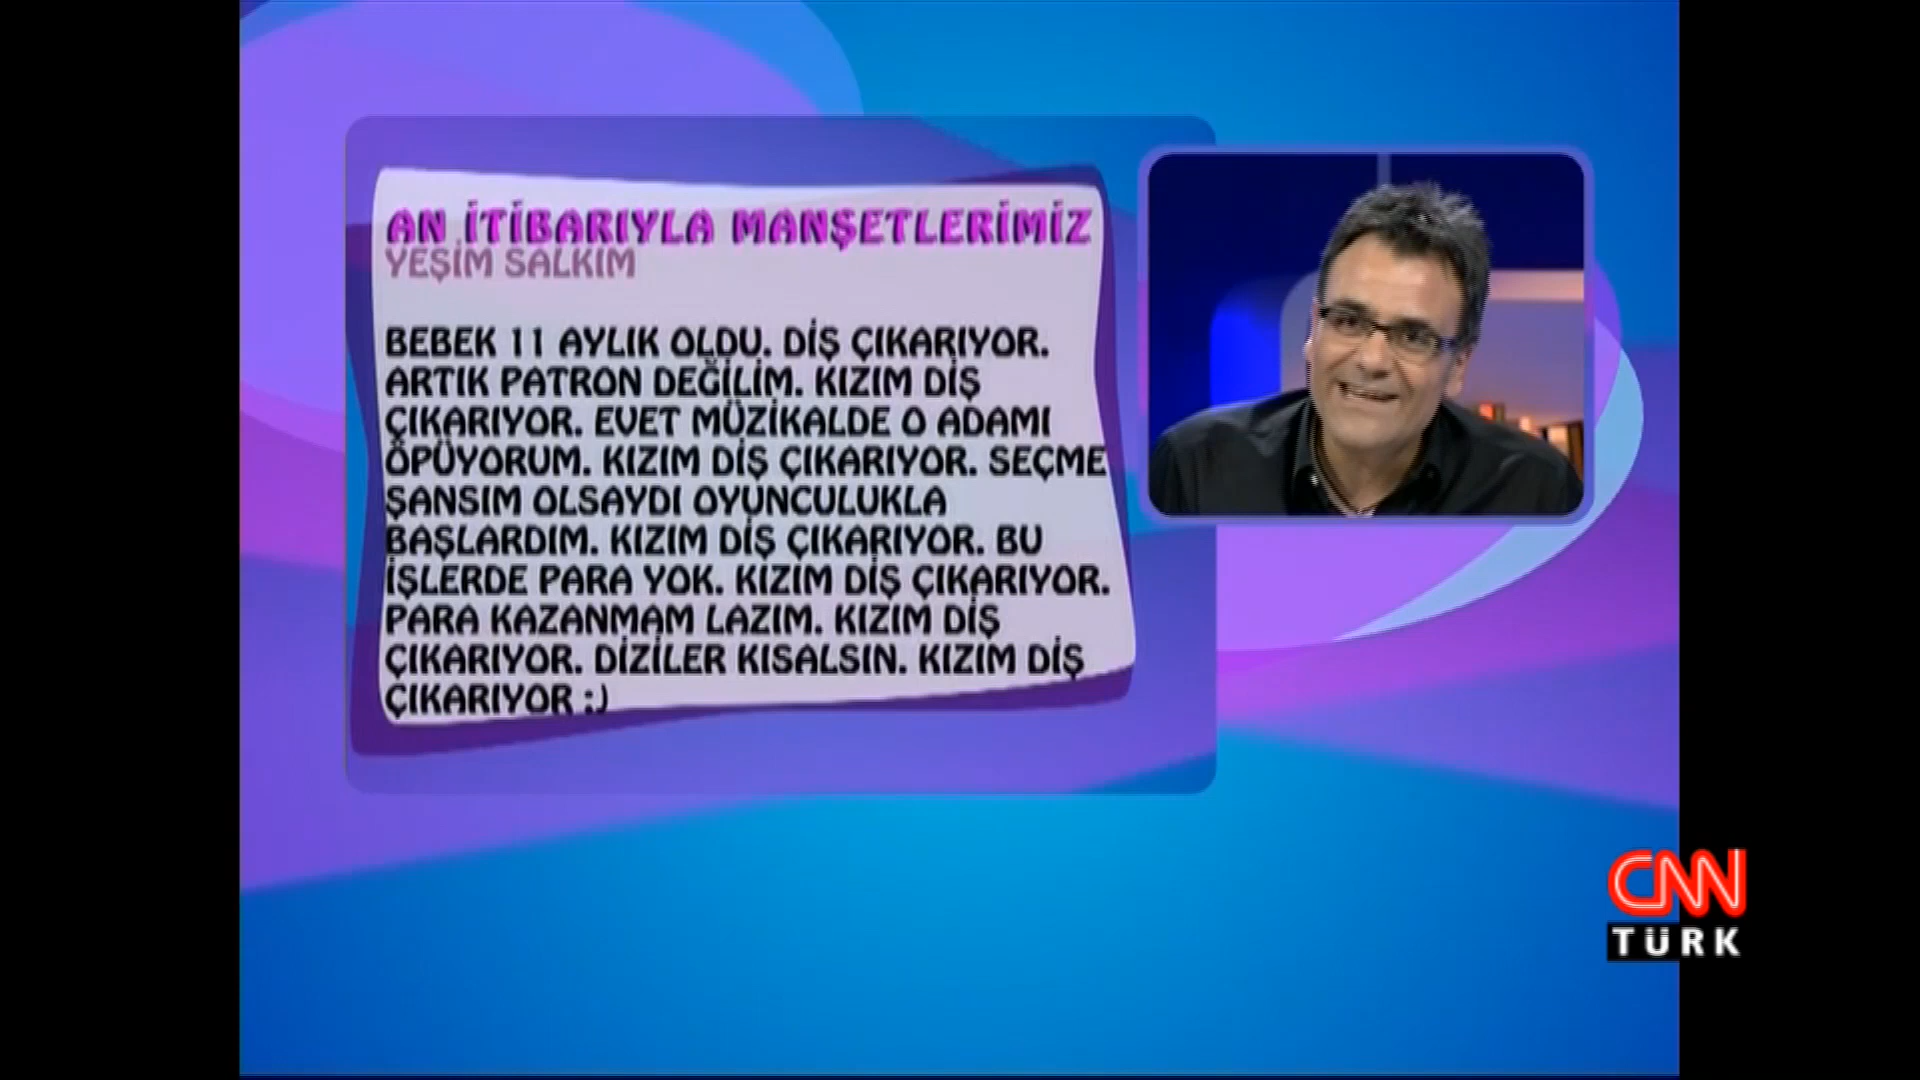 AN İTİBARIYLA MANŞETLERİMİZ
YEŞİM SALKIM
BEBEK 11 AYLIK OLDU. DİŞ ÇIKARIYOR.
ARTIK PATRON DEĞİLİM. KIZIM DİŞ
ÇIKARIYOR. EVET MÜZİKALDE O ADAMI
ÖPÜYORUM. KIZIM DİŞ ÇIKARIYOR. SEÇME
ŞANSIM OLSAYDI OYUNCULUKLA
BAŞLARDIM. KIZIM DİŞ ÇIKARIYOR. BU
İŞLERDE PARA YOK. KIZIM DİŞ ÇIKARIYOR.
PARA KAZANMAM LAZIM. KIZIM DİŞ
ÇIKARIYOR. DİZİLER KISALSIN. KIZIM DİŞ
ÇIKARIYOR ;)
CNN
TÜRK